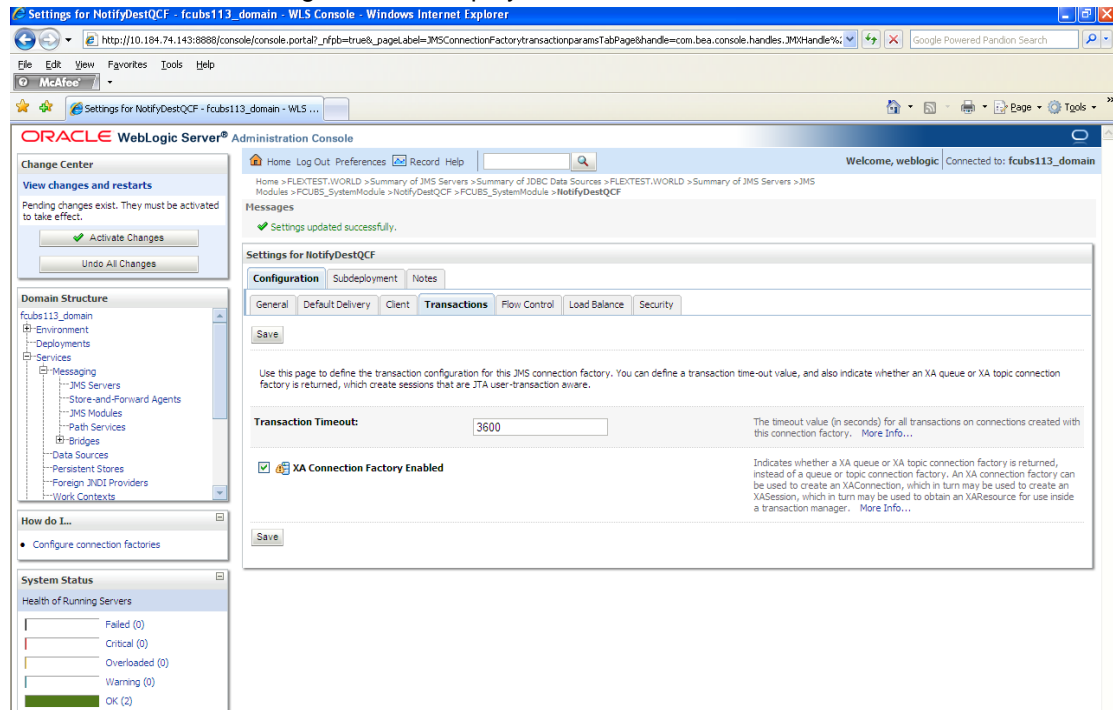 Settings for NotifyDestQCF - fcubs113_domain - WLS Console - Windows Internet Explorer
http://10.184.74.143:8888/console/console.portal?_nfpb=true&_pageLabel=JMSConnectionFactorytransactionparamsTabPage&handle=com.bea.console.handles.JMXHandle%
Google Powered Pandion Search
File Edit View Favorites Tools Help
McAfee
Settings for NotifyDestQCF - fcubs113_domain - WLS ...
Page Tools
ORACLE WebLogic Server® Administration Console
Change Center
View changes and restarts
Pending changes exist. They must be activated
to take effect.
Activate Changes
Undo All Changes
Domain Structure
fcubs113_domain
Environment
Deployments
Services
Messaging
JMS Servers
Store-and-Forward Agents
JMS Modules
Path Services
Bridges
Data Sources
Persistent Stores
Foreign JNDI Providers
Work Contexts
How do I...
Configure connection factories
System Status
Health of Running Servers
Failed (0)
Critical (0)
Overloaded (0)
Warning (0)
OK (2)
Home Log Out Preferences Record Help
Welcome, weblogic Connected to: fcubs113_domain
Home >FLEXTEST.WORLD >Summary of JMS Servers >Summary of JDBC Data Sources >FLEXTEST.WORLD >Summary of JMS Servers >JMS
Modules >FCUBS_SystemModule >NotifyDestQCF >FCUBS_SystemModule >NotifyDestQCF
Messages
Settings updated successfully.
Settings for NotifyDestQCF
Configuration Subdeployment Notes
General Default Delivery Client Transactions Flow Control Load Balance Security
Save
Use this page to define the transaction configuration for this JMS connection factory. You can define a transaction time-out value, and also indicate whether an XA queue or XA topic connection
factory is returned, which create sessions that are JTA user-transaction aware.
Transaction Timeout:
3600
The timeout value (in seconds) for all transactions on connections created with
this connection factory. More Info...
XA Connection Factory Enabled
Indicates whether a XA queue or XA topic connection factory is returned,
instead of a queue or topic connection factory. An XA connection factory can
be used to create an XAConnection, which in turn may be used to create an
XASession, which in turn may be used to obtain an XAResource for use inside
a transaction manager. More Info...
Save